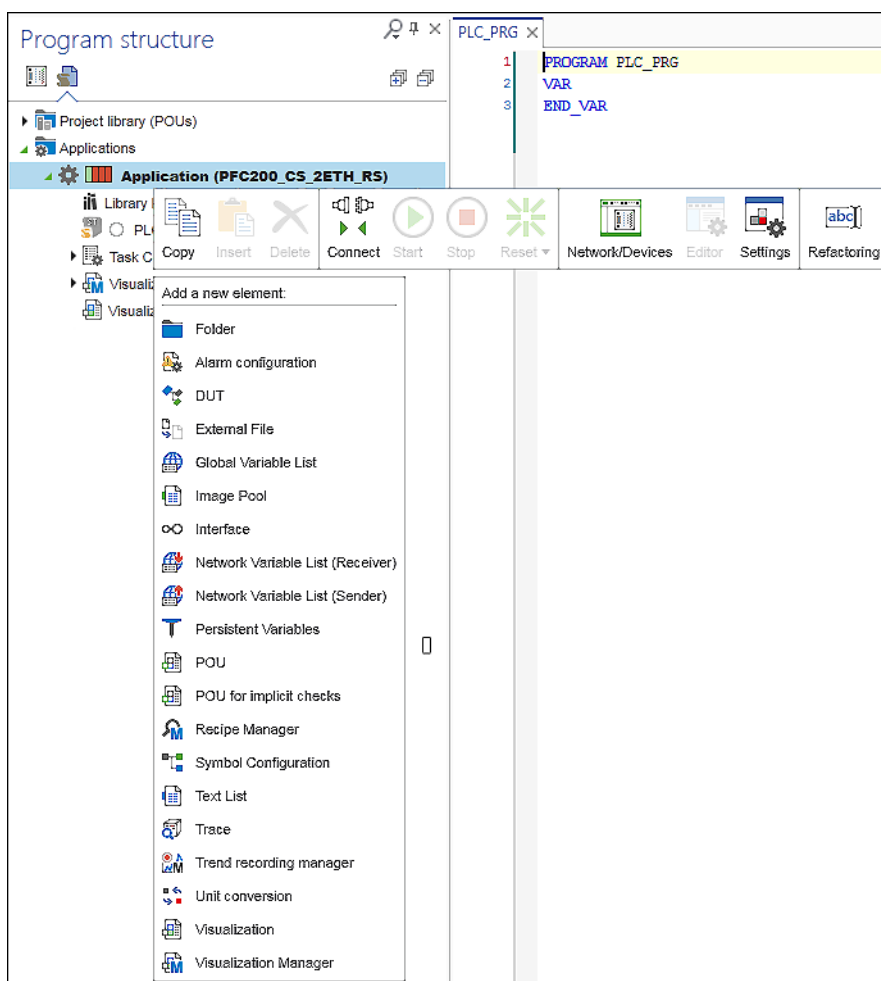 Program structure
PLC_PRG
1 PROGRAM PLC_PRG
2 VAR
3 END_VAR
Project library (POUs)
Applications
Application (PFC200_CS_2ETH_RS)
Library
Task C
Copy
Insert
Delete
Connect
Start
Stop
Reset
Network/Devices
Editor
Settings
abc
Refactoring
Add a new element:
Folder
Alarm configuration
DUT
External File
Global Variable List
Image Pool
Interface
Network Variable List (Receiver)
Network Variable List (Sender)
Persistent Variables
POU
POU for implicit checks
Recipe Manager
Symbol Configuration
Text List
Trace
Trend recording manager
Unit conversion
Visualization
Visualization Manager